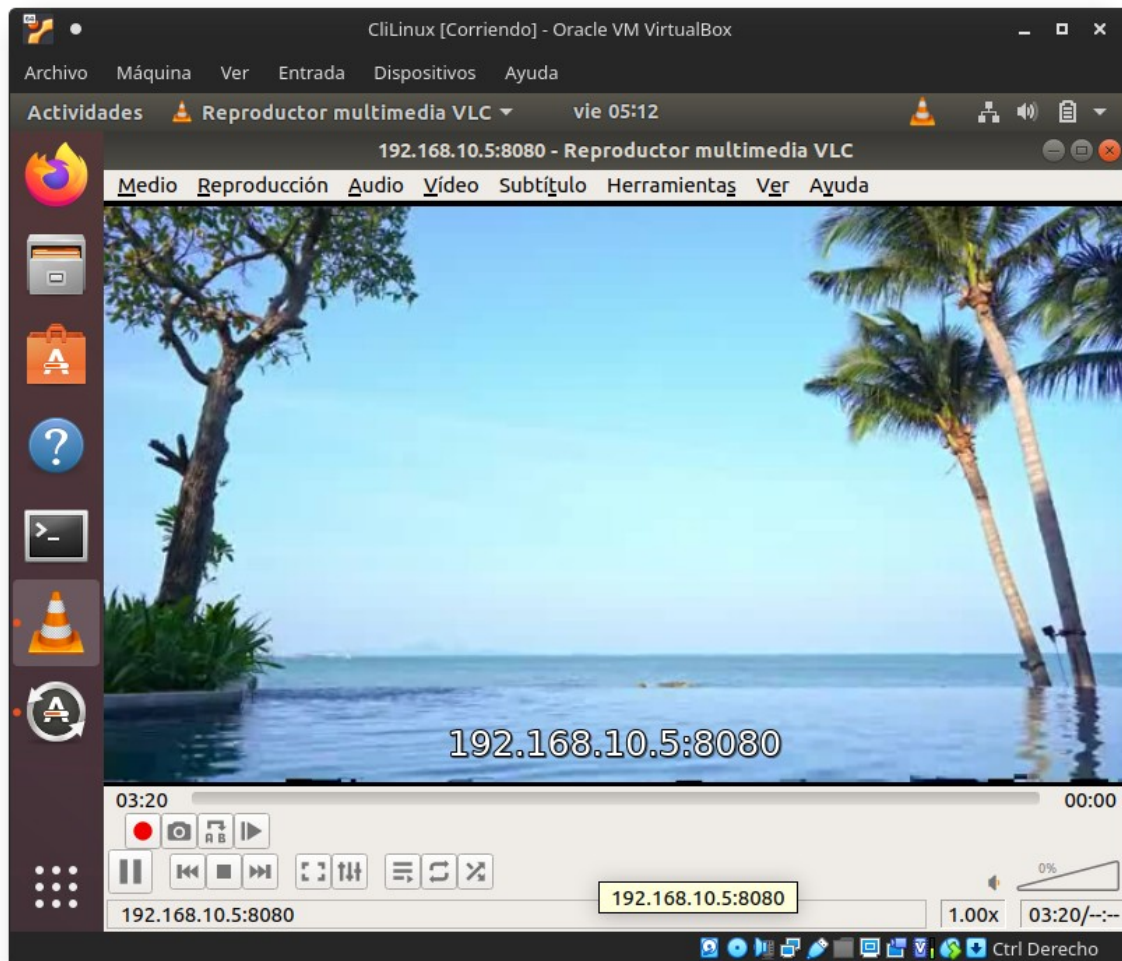 CliLinux [Corriendo] - Oracle VM VirtualBox
Archivo Máquina Ver Entrada Dispositivos Ayuda
Actividades Reproductor multimedia VLC vie 05:12
192.168.10.5:8080 - Reproductor multimedia VLC
Medio Reproducción Audio Vídeo Subtítulo Herramientas Ver Ayuda
192.168.10.5:8080
03:20 00:00
A B
0%
192.168.10.5:8080
192.168.10.5:8080 1.00x 03:20/--:--
Ctrl Derecho